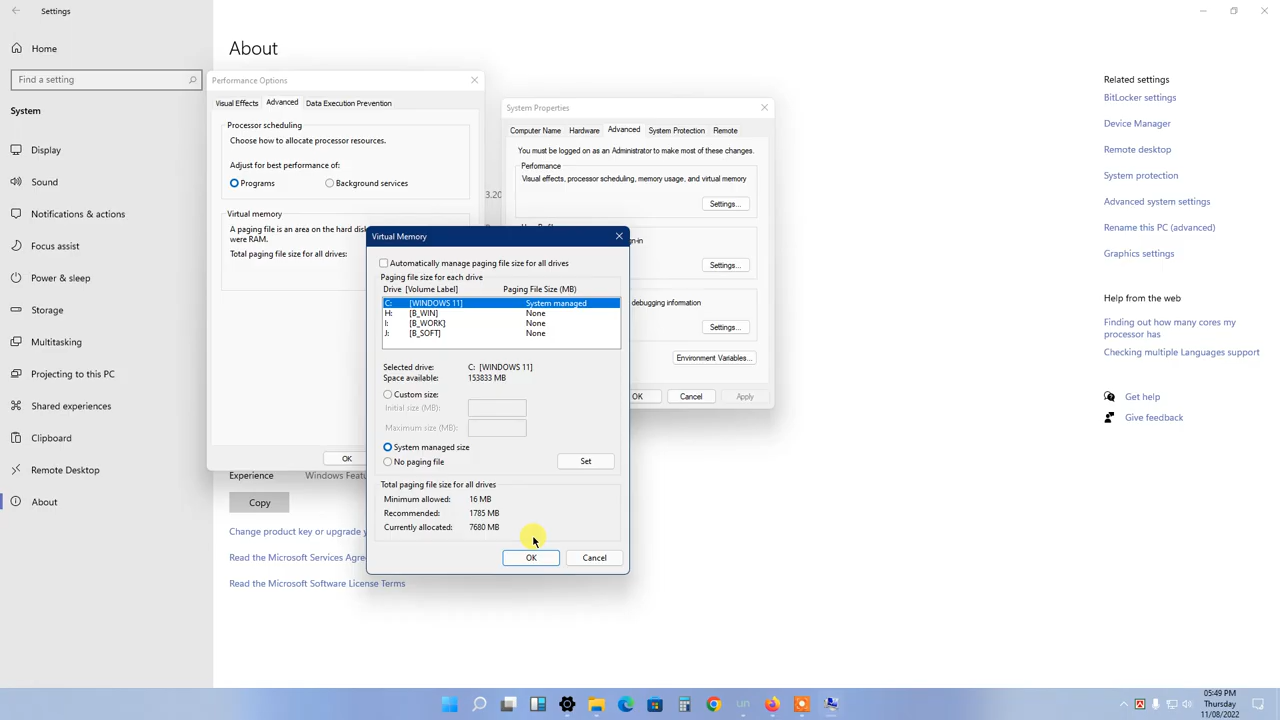 Settings
Home
Find a setting
System
Display
Sound
Notifications & actions
Focus assist
Power & sleep
Storage
Multitasking
Projecting to this PC
Shared experiences
Clipboard
Remote Desktop
About
About
3.20
Experience
Windows Featu
Copy
Change product key or upgrade y
Read the Microsoft Services Agre
Read the Microsoft Software License Terms
Performance Options
Visual Effects
Advanced
Data Execution Prevention
Processor scheduling
Choose how to allocate processor resources.
Adjust for best performance of:
Programs
Background services
Virtual memory
A paging file is an area on the hard dis
were RAM.
Total paging file size for all drives:
OK
System Properties
Computer Name
Hardware
Advanced
System Protection
Remote
You must be logged on as an Administrator to make most of these changes.
Performance
Visual effects, processor scheduling, memory usage, and virtual memory
Settings...
n-in
Settings...
debugging information
Settings...
Environment Variables...
OK
Cancel
Apply
Virtual Memory
Automatically manage paging file size for all drives
Paging file size for each drive
Drive [Volume Label]
Paging File Size (MB)
C: [WINDOWS 11] System managed
H: [B_WIN] None
I: [B_WORK] None
J: [B_SOFT] None
Selected drive: C: [WINDOWS 11]
Space available: 153833 MB
Custom size:
Initial size (MB):
Maximum size (MB):
System managed size
No paging file
Set
Total paging file size for all drives
Minimum allowed: 16 MB
Recommended: 1785 MB
Currently allocated: 7680 MB
OK
Cancel
Related settings
BitLocker settings
Device Manager
Remote desktop
System protection
Advanced system settings
Rename this PC (advanced)
Graphics settings
Help from the web
Finding out how many cores my
processor has
Checking multiple Languages support
Get help
Give feedback
un
05:49 PM
Thursday
11/08/2022